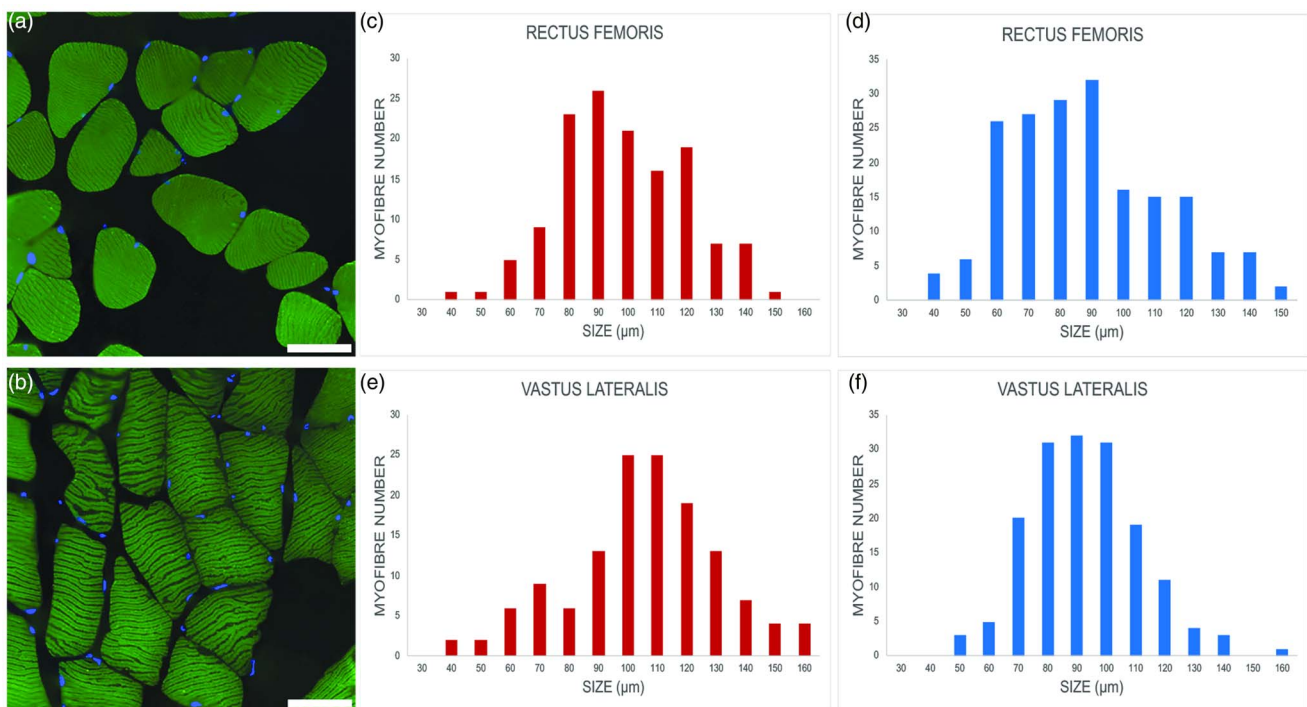 (a)
(b)
(c)
RECTUS FEMORIS
MYOFIBRE NUMBER
30
25
20
15
10
5
0
30 40 50 60 70 80 90 100 110 120 130 140 150 160
SIZE (µm)
(d)
RECTUS FEMORIS
MYOFIBRE NUMBER
35
30
25
20
15
10
5
0
30 40 50 60 70 80 90 100 110 120 130 140 150
SIZE (µm)
(e)
VASTUS LATERALIS
MYOFIBRE NUMBER
30
25
20
15
10
5
0
30 40 50 60 70 80 90 100 110 120 130 140 150 160
SIZE (µm)
(f)
VASTUS LATERALIS
MYOFIBRE NUMBER
35
30
25
20
15
10
5
0
30 40 50 60 70 80 90 100 110 120 130 140 150 160
SIZE (µm)